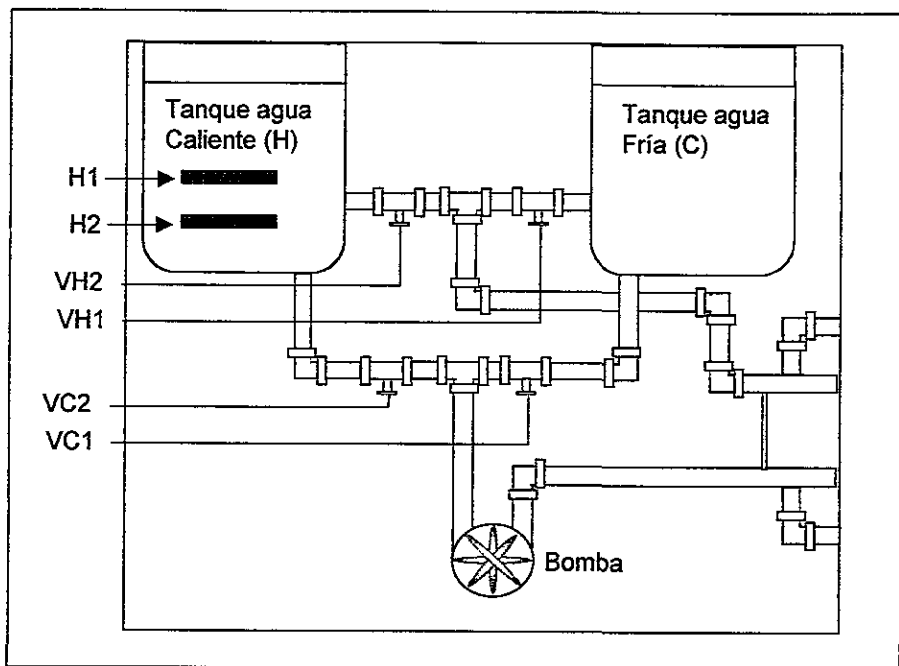 Tanque agua
Caliente (H)
Tanque agua
Fría (C)
H1
H2
VH2
VH1
VC2
VC1
Bomba